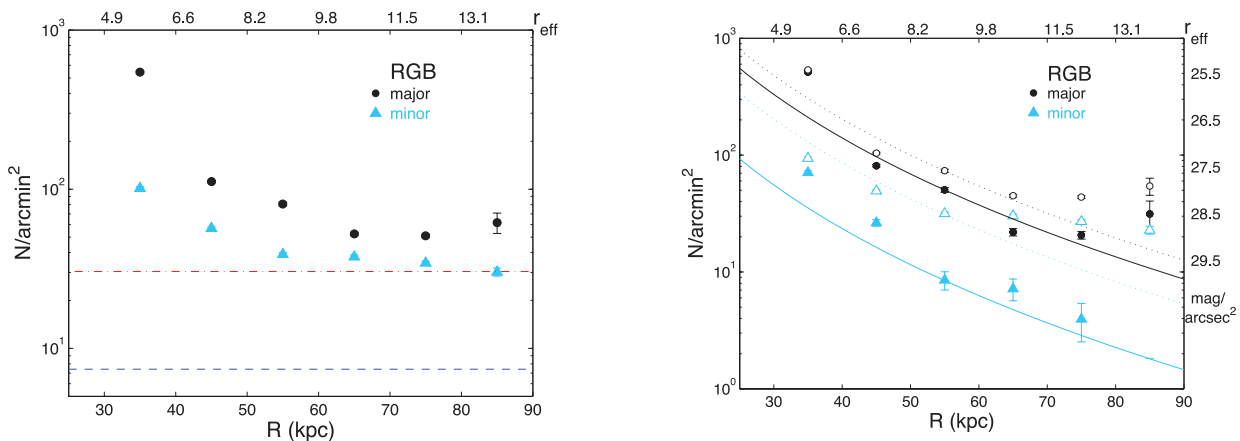 4.9 6.6 8.2 9.8 11.5 13.1 r_eff
10^3
10^2
10^1
N/arcmin^2
RGB
major
minor
30 40 50 60 70 80 90
R (kpc)
4.9 6.6 8.2 9.8 11.5 13.1 r_eff
10^3
10^2
10^1
10^0
N/arcmin^2
RGB
major
minor
25.5
26.5
27.5
28.5
29.5
mag/
arcsec^2
30 40 50 60 70 80 90
R (kpc)